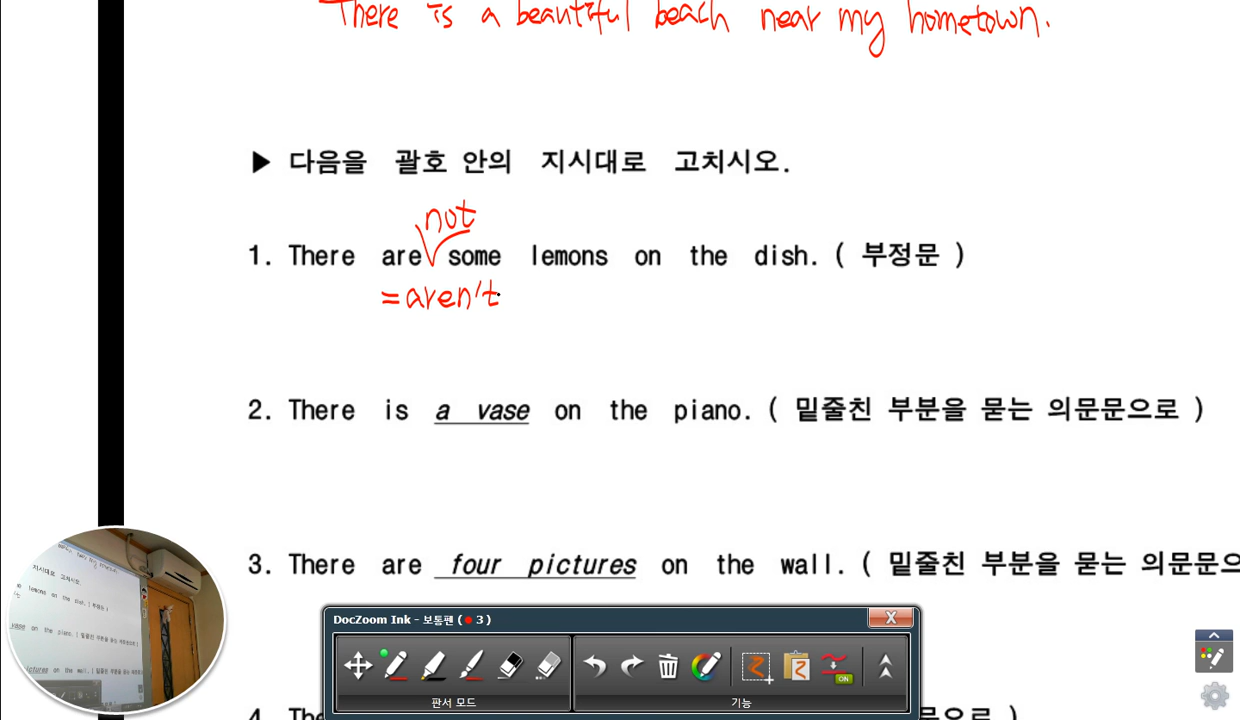 There is a beautiful beach near my hometown.
▶ 다음을 괄호 안의 지시대로 고치시오.
not
1. There are some lemons on the dish. ( 부정문 )
= aren't
2. There is a vase on the piano. ( 밑줄친 부분을 묻는 의문문으로 )
3. There are four pictures on the wall. ( 밑줄친 부분을 묻는 의문문으
DocZoom Ink - 보통펜 ( 3 )
ON
판서 모드
기능